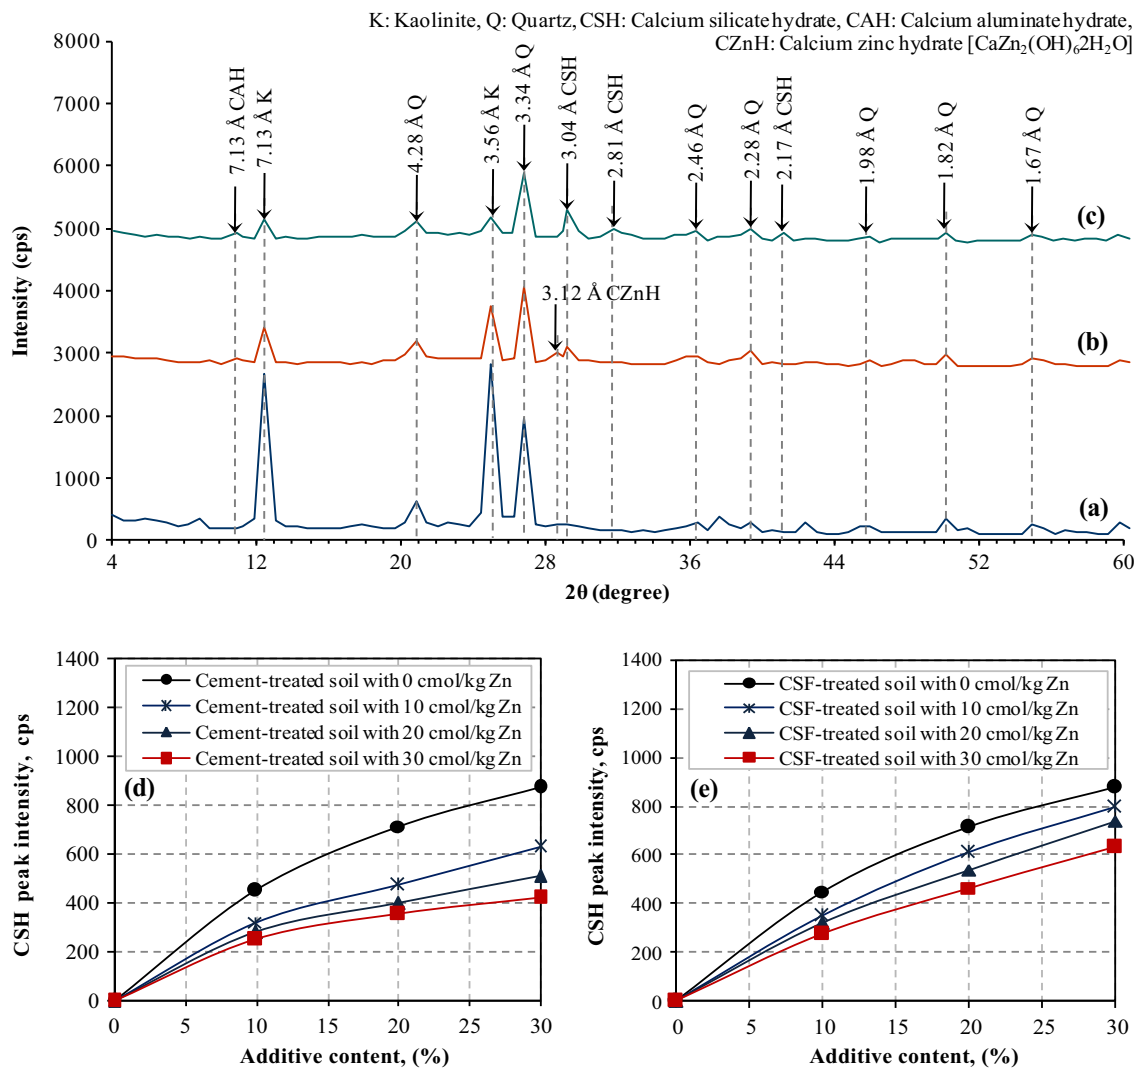 K: Kaolinite, Q: Quartz, CSH: Calcium silicate hydrate, CAH: Calcium aluminate hydrate,
CZnH: Calcium zinc hydrate [CaZn₂(OH)₆2H₂O]
8000
7000
6000
5000
4000
3000
2000
1000
0
Intensity (cps)
7.13 Å CAH
7.13 Å K
4.28 Å Q
3.56 Å K
3.34 Å Q
3.04 Å CSH
2.81 Å CSH
2.46 Å Q
2.28 Å Q
2.17 Å CSH
1.98 Å Q
1.82 Å Q
1.67 Å Q
(c)
3.12 Å CZnH
(b)
(a)
4 12 20 28 36 44 52 60
2θ (degree)
1400
1200
1000
800
600
400
200
0
CSH peak intensity, cps
Cement-treated soil with 0 cmol/kg Zn
Cement-treated soil with 10 cmol/kg Zn
Cement-treated soil with 20 cmol/kg Zn
Cement-treated soil with 30 cmol/kg Zn
(d)
0 5 10 15 20 25 30
Additive content, (%)
1400
1200
1000
800
600
400
200
0
CSH peak intensity, cps
CSF-treated soil with 0 cmol/kg Zn
CSF-treated soil with 10 cmol/kg Zn
CSF-treated soil with 20 cmol/kg Zn
CSF-treated soil with 30 cmol/kg Zn
(e)
0 5 10 15 20 25 30
Additive content, (%)